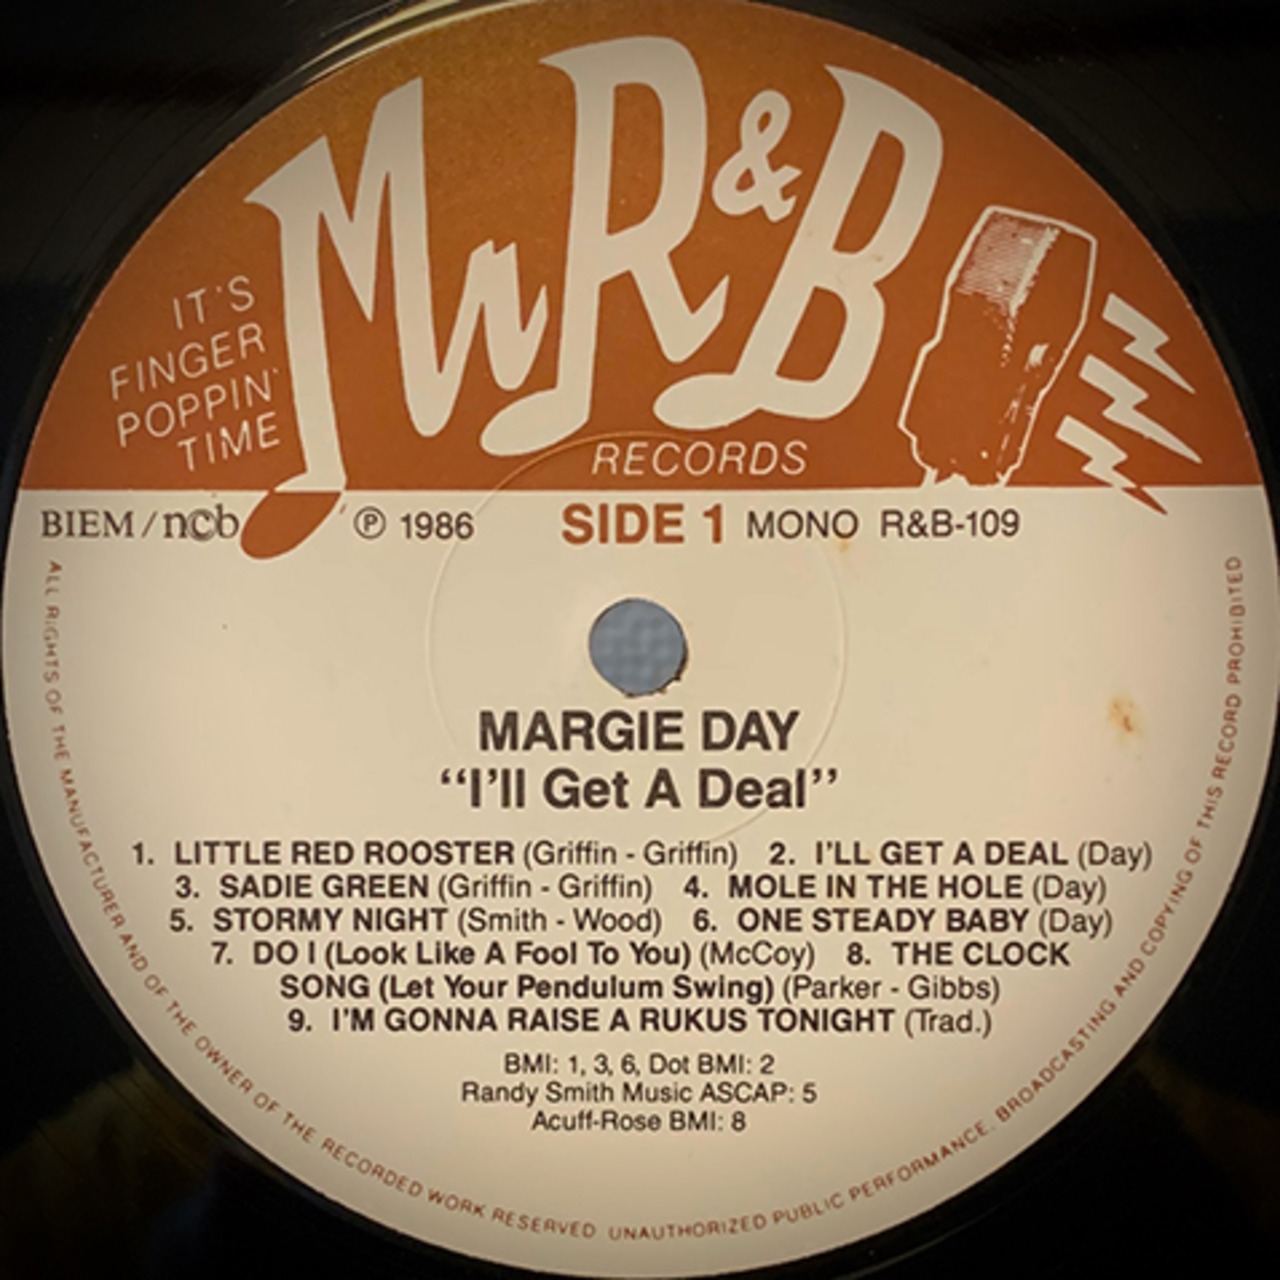 Mr R&B
IT'S
FINGER
POPPIN'
TIME
RECORDS
BIEM/ncb
℗ 1986
SIDE 1 MONO R&B-109
MARGIE DAY
“I'll Get A Deal”
1. LITTLE RED ROOSTER (Griffin - Griffin) 2. I'LL GET A DEAL (Day)
3. SADIE GREEN (Griffin - Griffin) 4. MOLE IN THE HOLE (Day)
5. STORMY NIGHT (Smith - Wood) 6. ONE STEADY BABY (Day)
7. DO I (Look Like A Fool To You) (McCoy) 8. THE CLOCK
SONG (Let Your Pendulum Swing) (Parker - Gibbs)
9. I'M GONNA RAISE A RUKUS TONIGHT (Trad.)
BMI: 1, 3, 6, Dot BMI: 2
Randy Smith Music ASCAP: 5
Acuff-Rose BMI: 8
ALL RIGHTS OF THE MANUFACTURER AND OF THE OWNER OF THE RECORDED WORK RESERVED UNAUTHORIZED PUBLIC PERFORMANCE. BROADCASTING AND COPYING OF THIS RECORD PROHIBITED